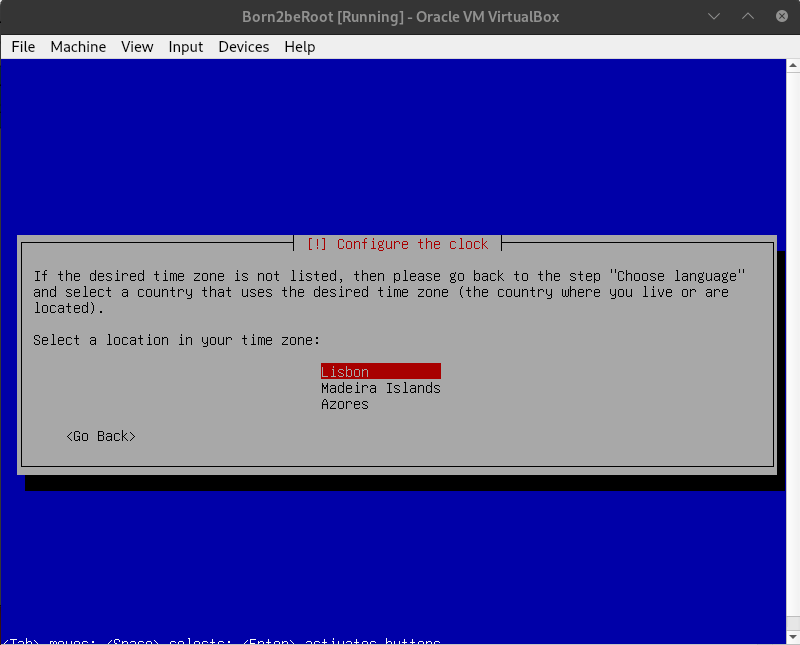 Born2beRoot [Running] - Oracle VM VirtualBox
File Machine View Input Devices Help
[!] Configure the clock
If the desired time zone is not listed, then please go back to the step "Choose language"
and select a country that uses the desired time zone (the country where you live or are
located).
Select a location in your time zone:
Lisbon
Madeira Islands
Azores
<Go Back>
<Tab> moves; <Space> selects; <Enter> activates buttons